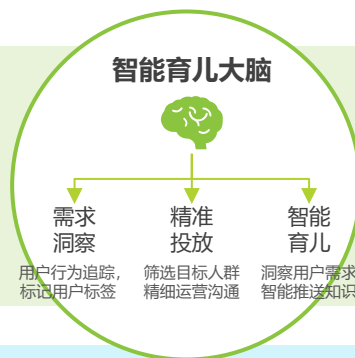 智能育儿大脑
需求
洞察
精准
投放
智能
育儿
用户行为追踪,
标记用户标签
筛选目标人群
精细运营沟通
洞察用户需求
智能推送知识